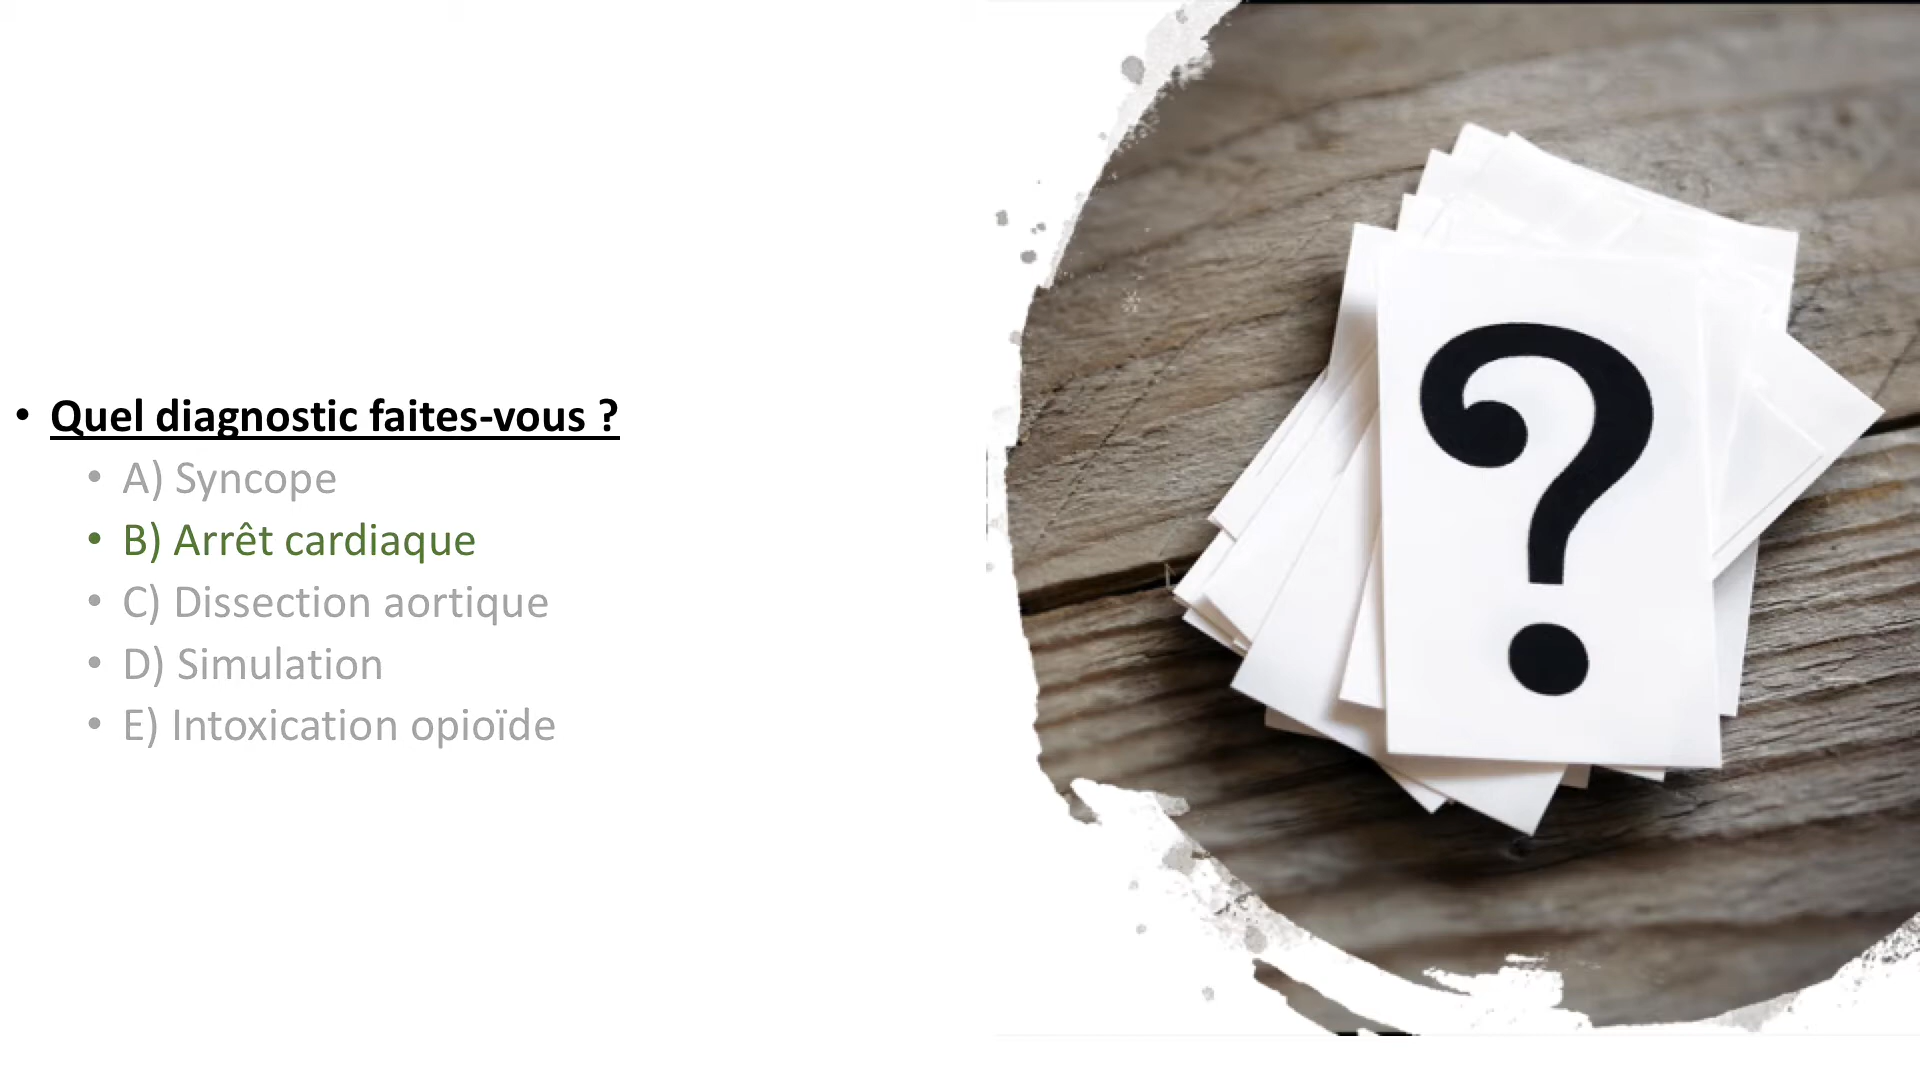 • Quel diagnostic faites-vous ?
• A) Syncope
• B) Arrêt cardiaque
• C) Dissection aortique
• D) Simulation
• E) Intoxication opioïde
?